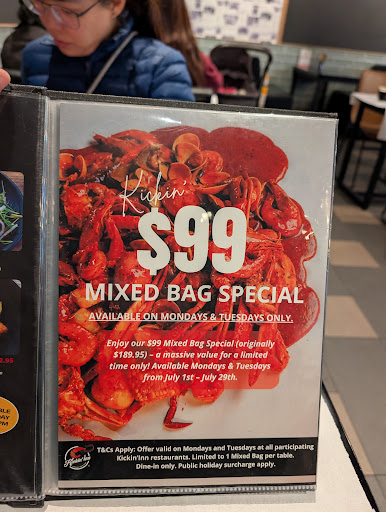 Kickin'
$99
MIXED BAG SPECIAL
AVAILABLE ON MONDAYS & TUESDAYS ONLY.
Enjoy our $99 Mixed Bag Special (originally
$189.95) – a massive value for a limited
time only! Available Mondays & Tuesdays
from July 1st – July 29th.
T&Cs Apply: Offer valid on Mondays and Tuesdays at all participating
Kickin'Inn restaurants. Limited to 1 Mixed Bag per table.
Dine-in only. Public holiday surcharge apply.
Kickin'Inn